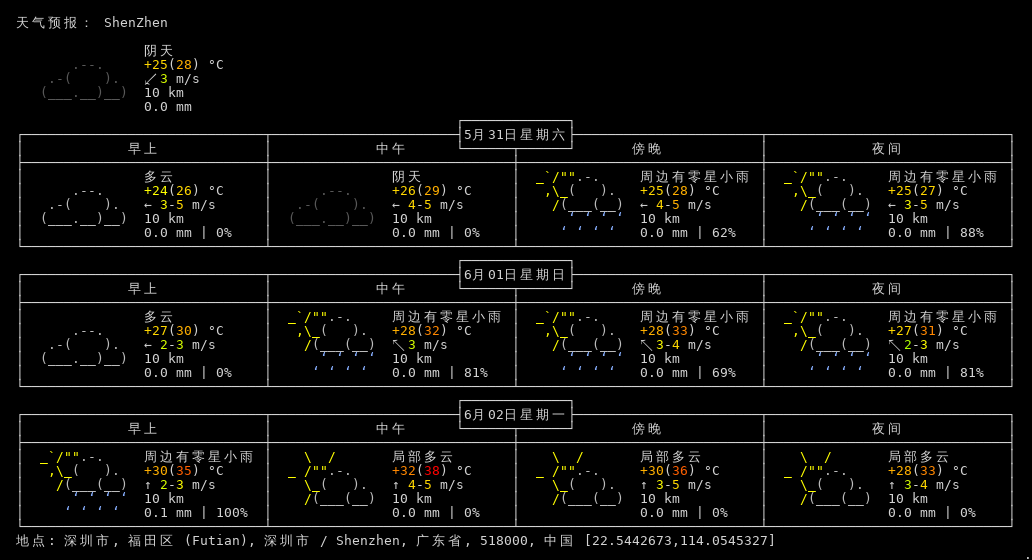 天气预报： ShenZhen
阴天
+25(28) °C
↙ 3 m/s
10 km
0.0 mm
5月31日星期六
早上 中午 傍晚 夜间
多云 阴天 周边有零星小雨 周边有零星小雨
+24(26) °C +26(29) °C +25(28) °C +25(27) °C
← 3-5 m/s ← 4-5 m/s ← 4-5 m/s ← 3-5 m/s
10 km 10 km 10 km 10 km
0.0 mm | 0% 0.0 mm | 0% 0.0 mm | 62% 0.0 mm | 88%
6月01日星期日
早上 中午 傍晚 夜间
多云 周边有零星小雨 周边有零星小雨 周边有零星小雨
+27(30) °C +28(32) °C +28(33) °C +27(31) °C
← 2-3 m/s ↖ 3 m/s ↖ 3-4 m/s ↖ 2-3 m/s
10 km 10 km 10 km 10 km
0.0 mm | 0% 0.0 mm | 81% 0.0 mm | 69% 0.0 mm | 81%
6月02日星期一
早上 中午 傍晚 夜间
周边有零星小雨 局部多云 局部多云 局部多云
+30(35) °C +32(38) °C +30(36) °C +28(33) °C
↑ 2-3 m/s ↑ 4-5 m/s ↑ 3-5 m/s ↑ 3-4 m/s
10 km 10 km 10 km 10 km
0.1 mm | 100% 0.0 mm | 0% 0.0 mm | 0% 0.0 mm | 0%
地点: 深圳市, 福田区 (Futian), 深圳市 / Shenzhen, 广东省, 518000, 中国 [22.5442673,114.0545327]